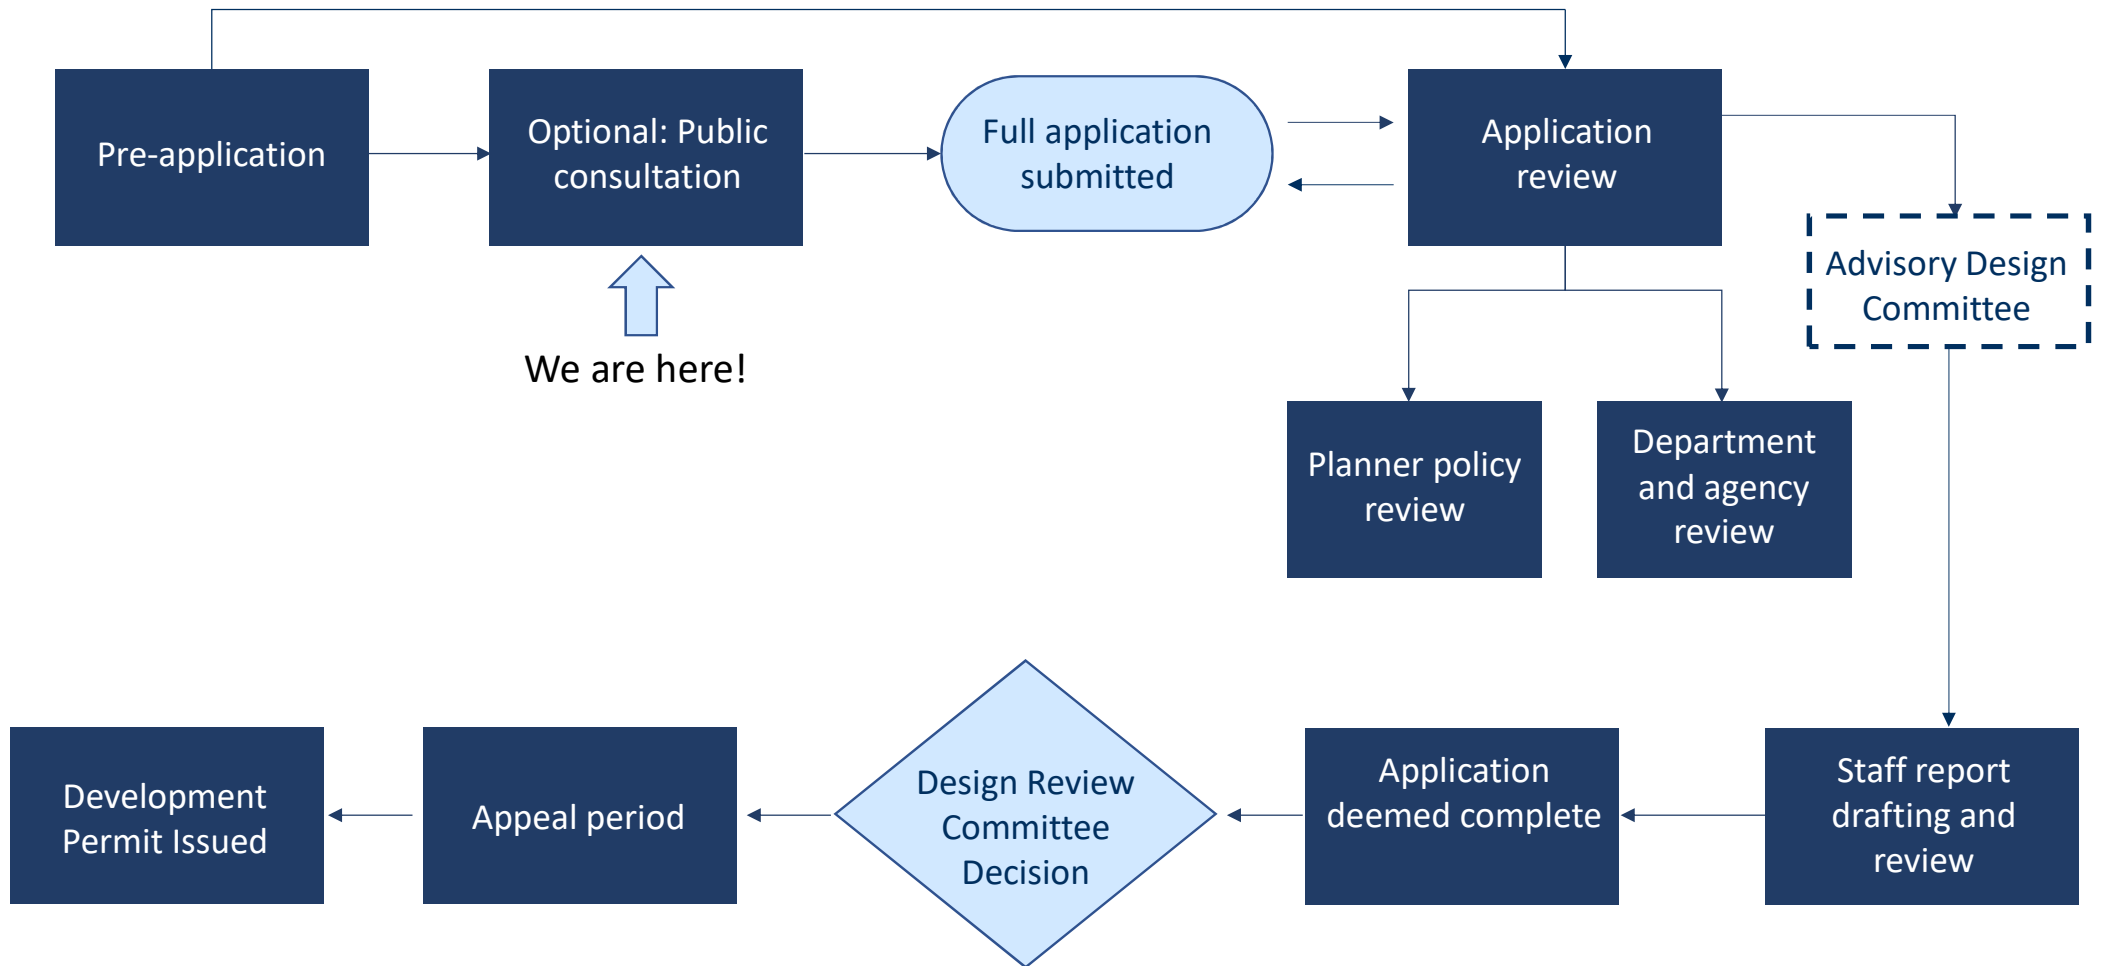 Pre-application
Optional: Public
consultation
Full application
submitted
Application
review
Advisory Design
Committee
We are here!
Planner policy
review
Department
and agency
review
Development
Permit Issued
Appeal period
Design Review
Committee
Decision
Application
deemed complete
Staff report
drafting and
review